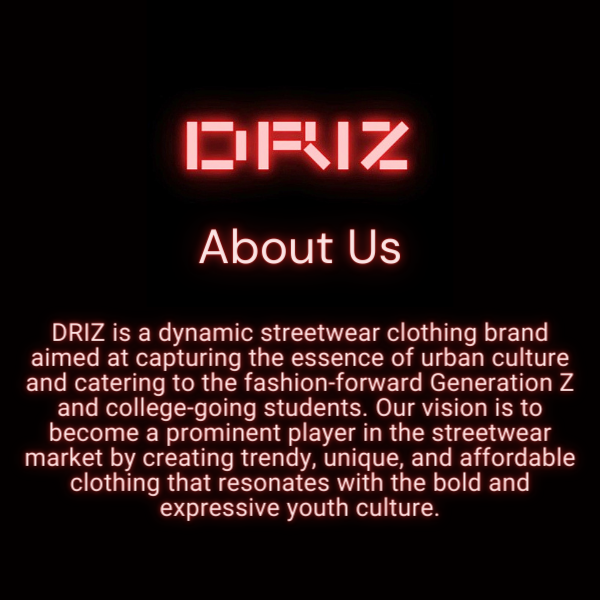 DRIZ
About Us
DRIZ is a dynamic streetwear clothing brand
aimed at capturing the essence of urban culture
and catering to the fashion-forward Generation Z
and college-going students. Our vision is to
become a prominent player in the streetwear
market by creating trendy, unique, and affordable
clothing that resonates with the bold and
expressive youth culture.